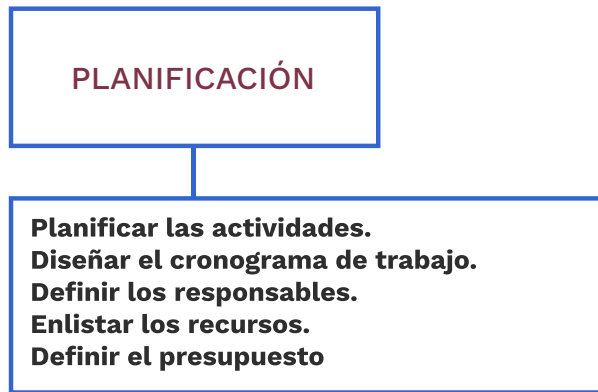 PLANIFICACIÓN
Planificar las actividades.
Diseñar el cronograma de trabajo.
Definir los responsables.
Enlistar los recursos.
Definir el presupuesto